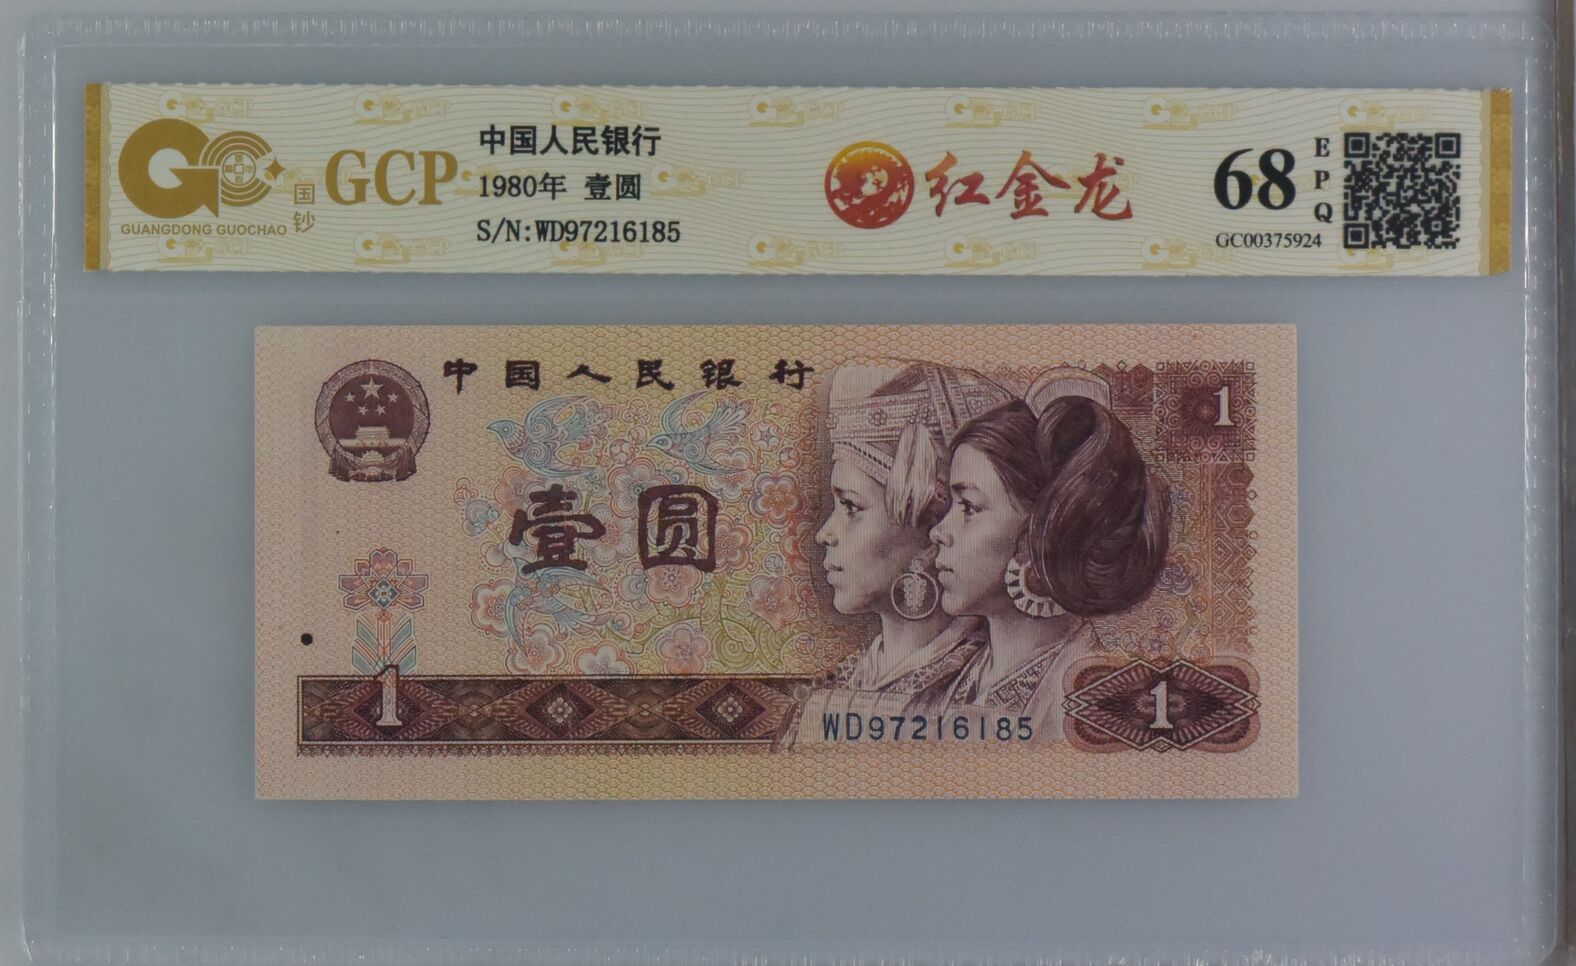 GUANGDONG GUOCHAO
国钞
GCP
中国人民银行
1980年 壹圆
S/N:WD97216185
红金龙
68
EPQ
GC00375924
中国人民银行
1
壹圆
1
WD97216185
1